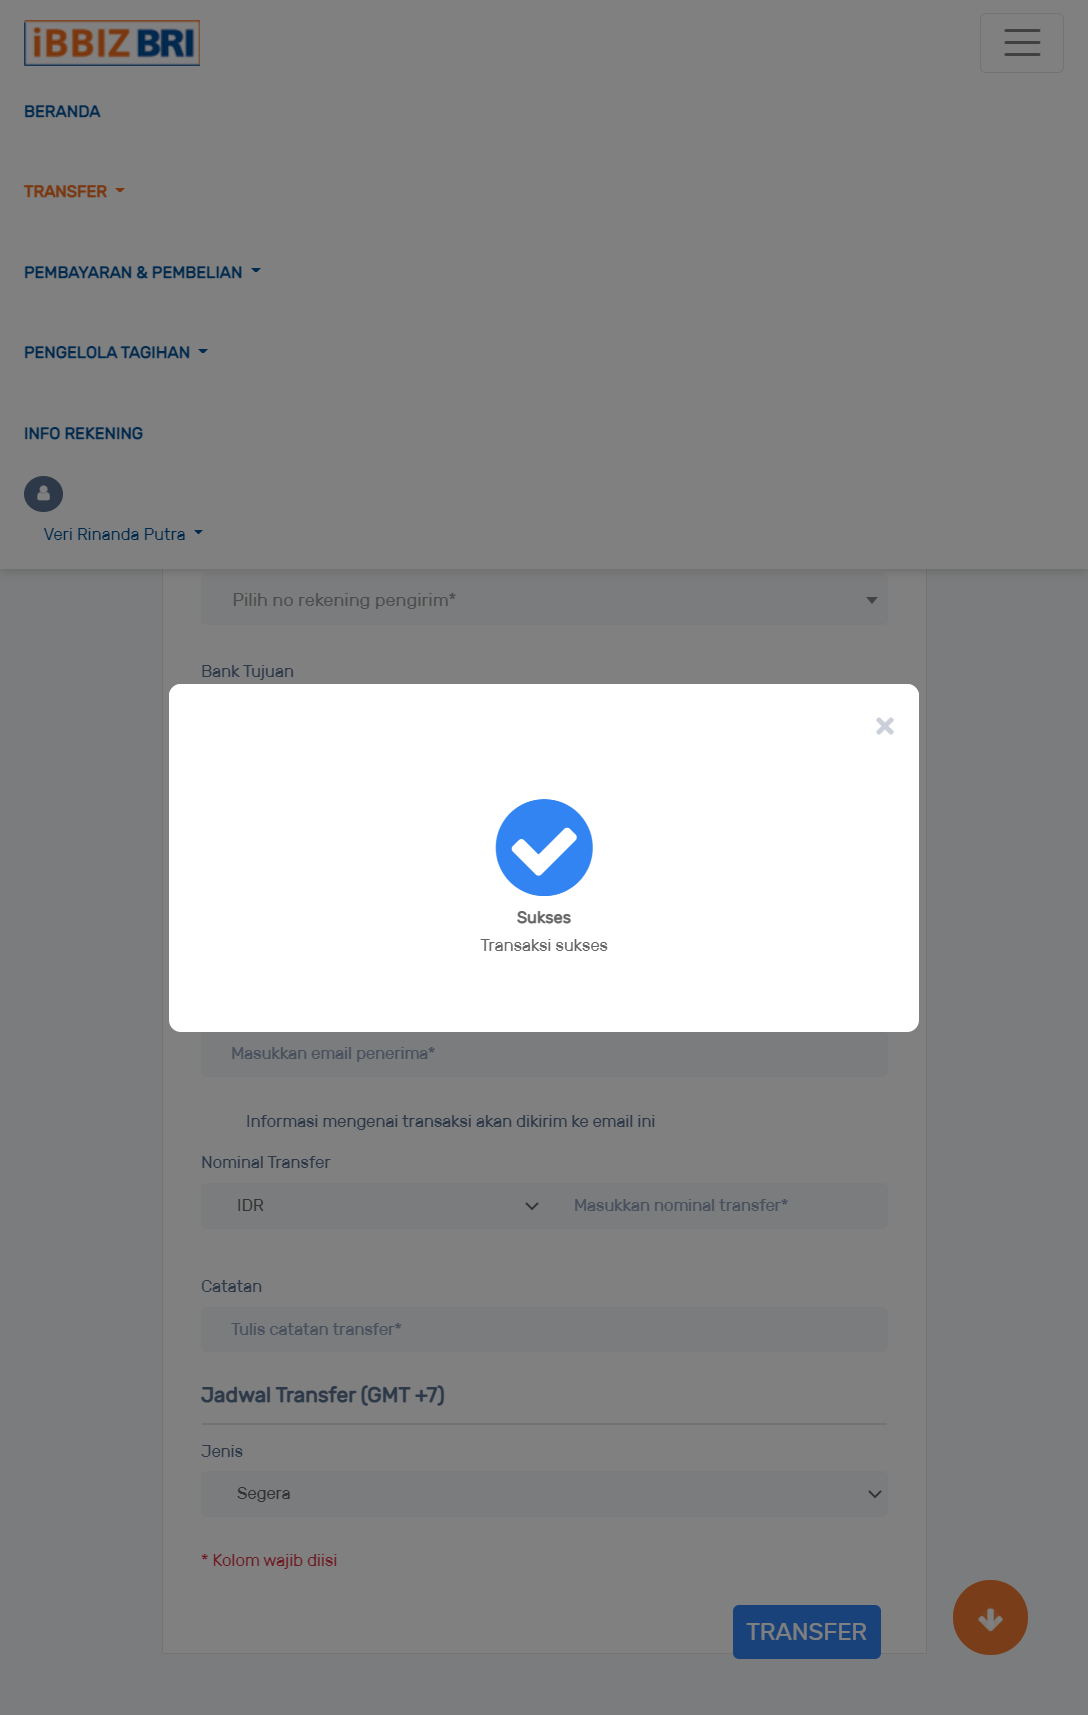 iBBIZ BRI
BERANDA
TRANSFER
PEMBAYARAN & PEMBELIAN
PENGELOLA TAGIHAN
INFO REKENING
Veri Rinanda Putra
Pilih no rekening pengirim*
Bank Tujuan
Sukses
Transaksi sukses
Masukkan email penerima*
Informasi mengenai transaksi akan dikirim ke email ini
Nominal Transfer
IDR Masukkan nominal transfer*
Catatan
Tulis catatan transfer*
Jadwal Transfer (GMT +7)
Jenis
Segera
* Kolom wajib diisi
TRANSFER